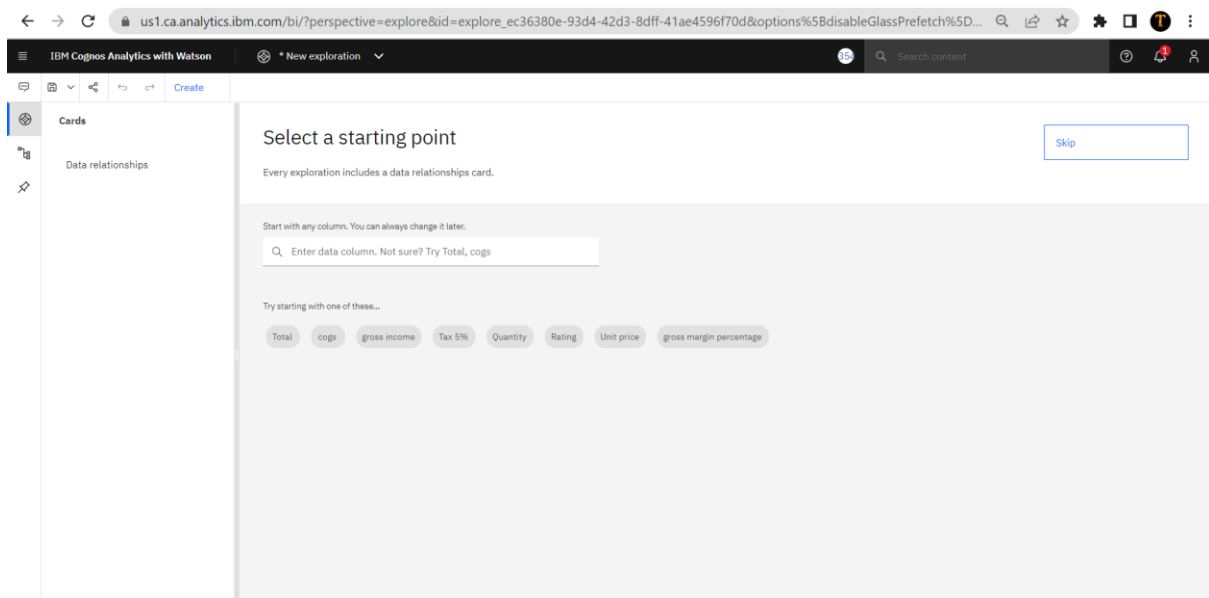 us1.ca.analytics.ibm.com/bi/?perspective=explore&id=explore_ec36380e-93d4-42d3-8dff-41ae4596f70d&options%5BdisableGlassPrefetch%5D...
T
IBM Cognos Analytics with Watson
* New exploration
354
Search content
1
Create
Cards
Data relationships
Select a starting point
Skip
Every exploration includes a data relationships card.
Start with any column. You can always change it later.
Enter data column. Not sure? Try Total, cogs
Try starting with one of these...
Total cogs gross income Tax 5% Quantity Rating Unit price gross margin percentage